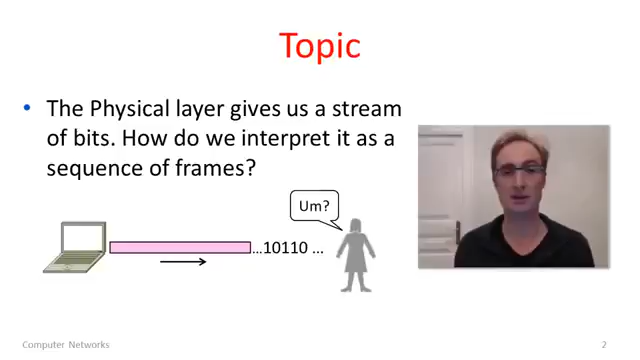 Topic
• The Physical layer gives us a stream
of bits. How do we interpret it as a
sequence of frames?
Um?
...10110 ...
Computer Networks
2